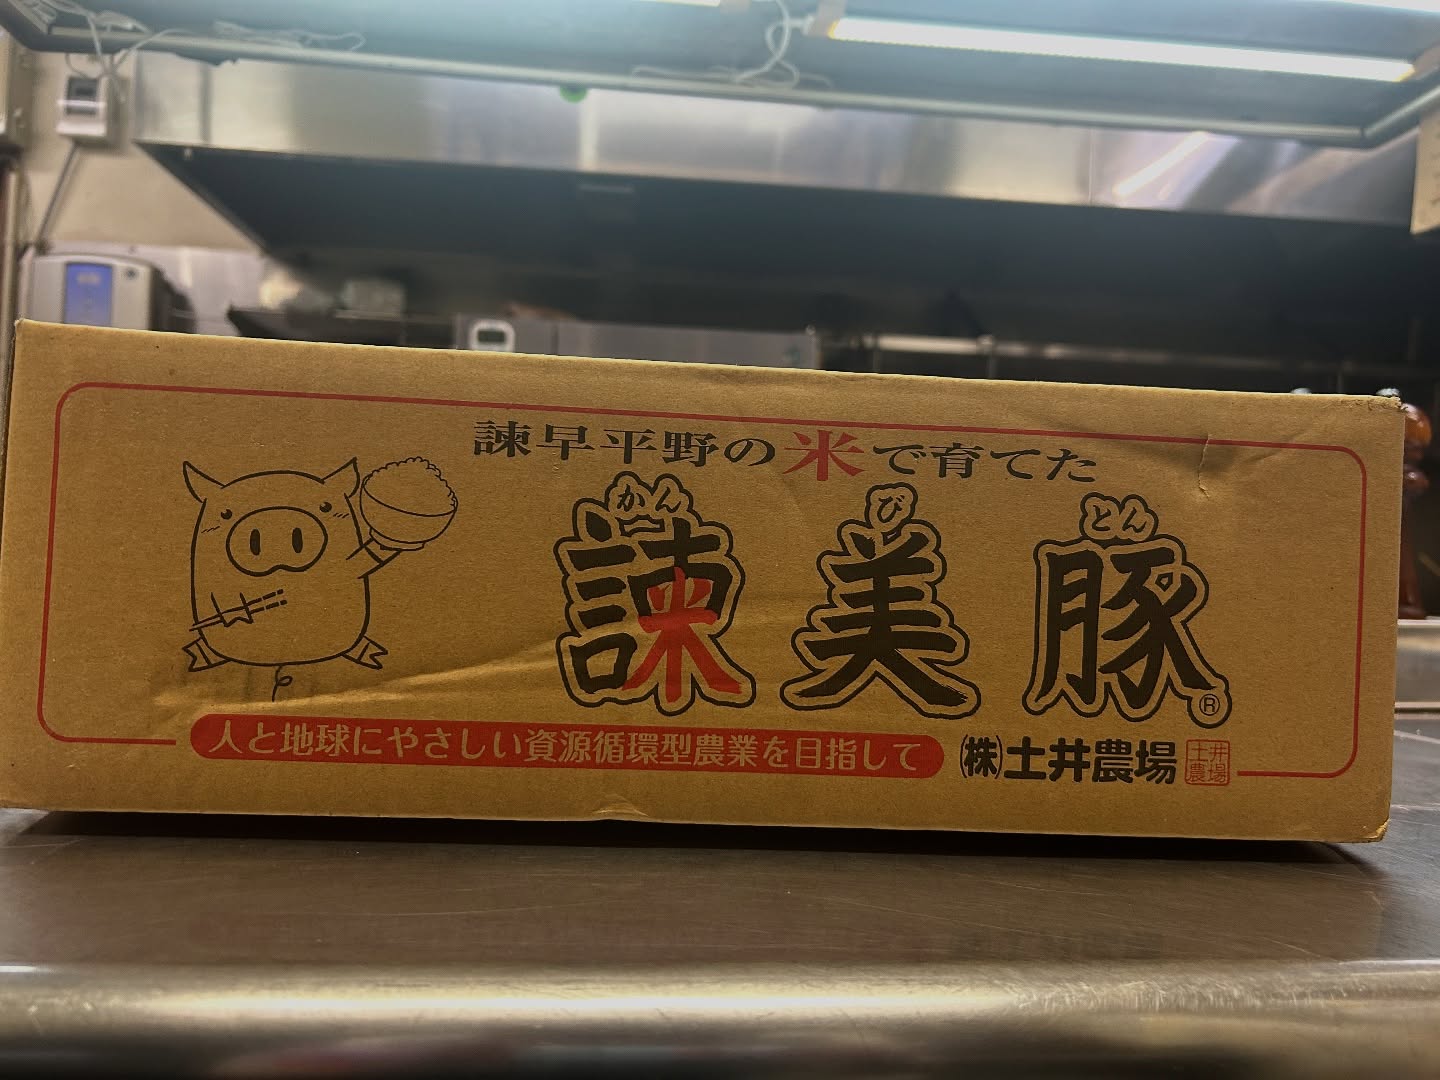 諫早平野の米で育てた
かん び とん
諫美豚®
人と地球にやさしい資源循環型農業を目指して
(株)土井農場
土井農場